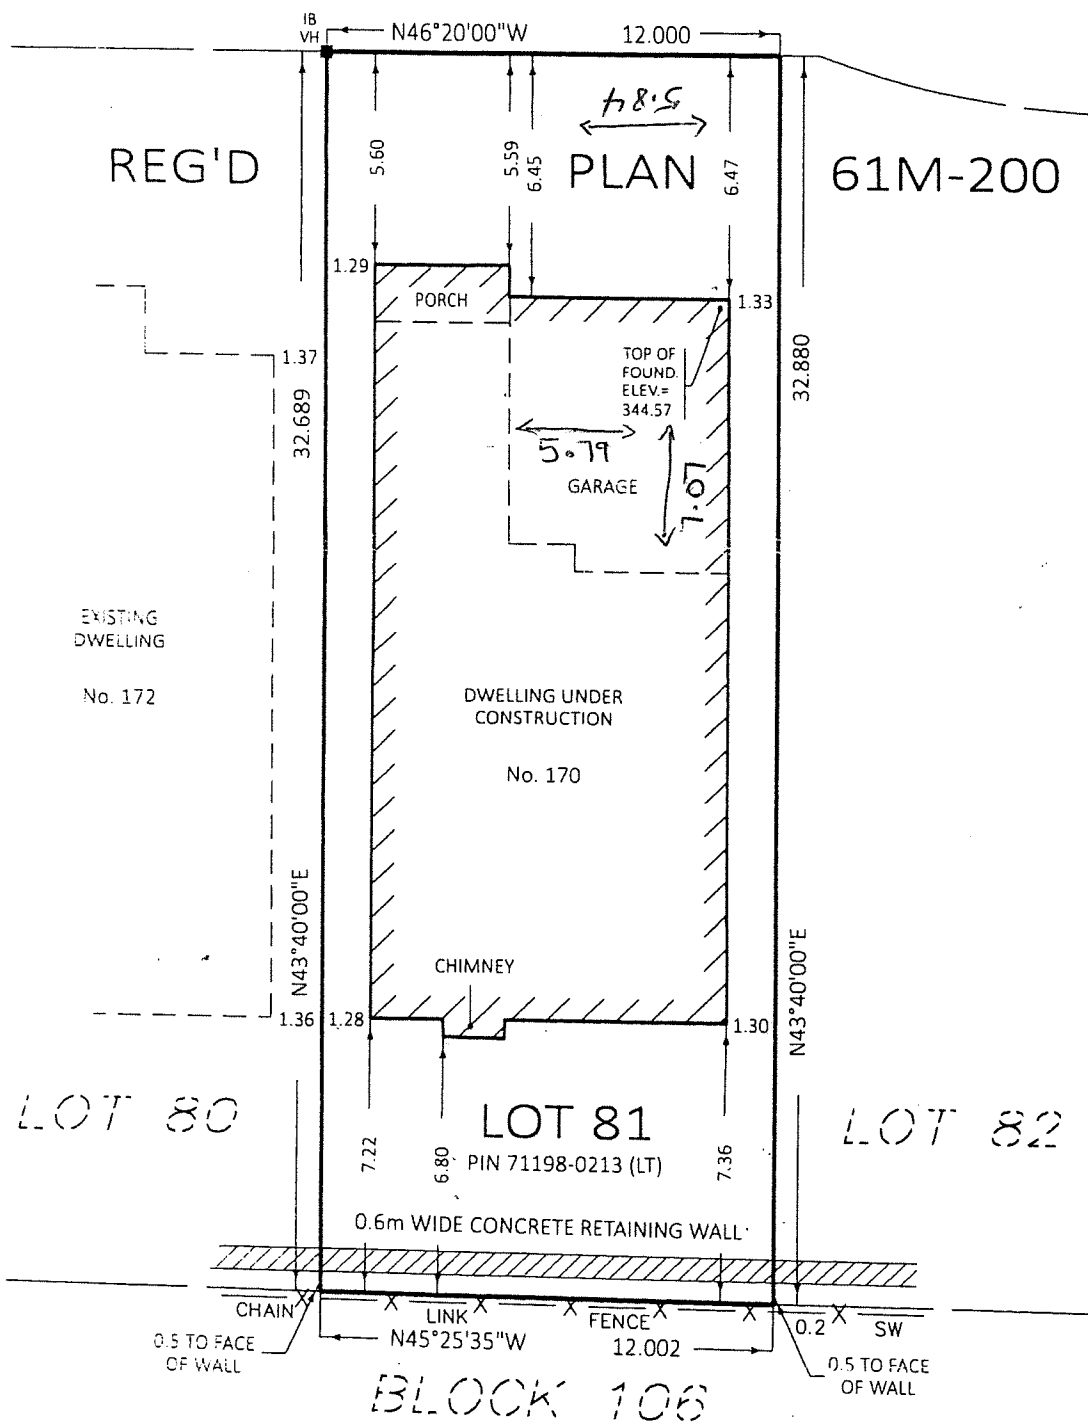 IB
VH
N46°20'00"W 12.000
5.84
REG'D PLAN 61M-200
5.60
5.59
6.45
6.47
1.29
PORCH
1.33
1.37
TOP OF
FOUND.
ELEV.=
344.57
32.689
32.880
5.79
7.07
GARAGE
EXISTING
DWELLING
No. 172
DWELLING UNDER
CONSTRUCTION
No. 170
N43°40'00"E
N43°40'00"E
CHIMNEY
1.36 1.28
1.30
LOT 80
LOT 81
LOT 82
PIN 71198-0213 (LT)
7.22
6.80
7.36
0.6m WIDE CONCRETE RETAINING WALL
CHAIN LINK FENCE 0.2 SW
N45°25'35"W 12.002
0.5 TO FACE
OF WALL
0.5 TO FACE
OF WALL
BLOCK 106